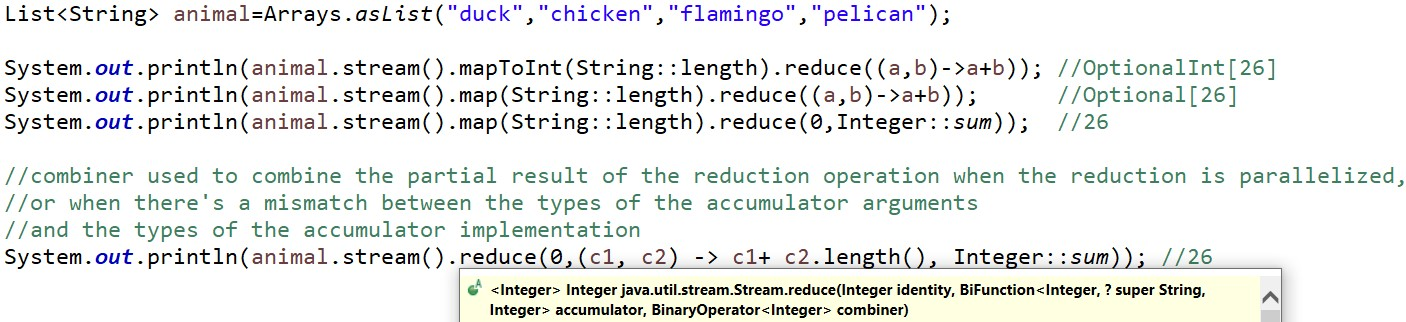 List<String> animal=Arrays.asList("duck","chicken","flamingo","pelican");
System.out.println(animal.stream().mapToInt(String::length).reduce((a,b)->a+b)); //OptionalInt[26]
System.out.println(animal.stream().map(String::length).reduce((a,b)->a+b)); //Optional[26]
System.out.println(animal.stream().map(String::length).reduce(0,Integer::sum)); //26
//combiner used to combine the partial result of the reduction operation when the reduction is parallelized,
//or when there's a mismatch between the types of the accumulator arguments
//and the types of the accumulator implementation
System.out.println(animal.stream().reduce(0,(c1, c2) -> c1+ c2.length(), Integer::sum)); //26
<Integer> Integer java.util.stream.Stream.reduce(Integer identity, BiFunction<Integer, ? super String,
Integer> accumulator, BinaryOperator<Integer> combiner)